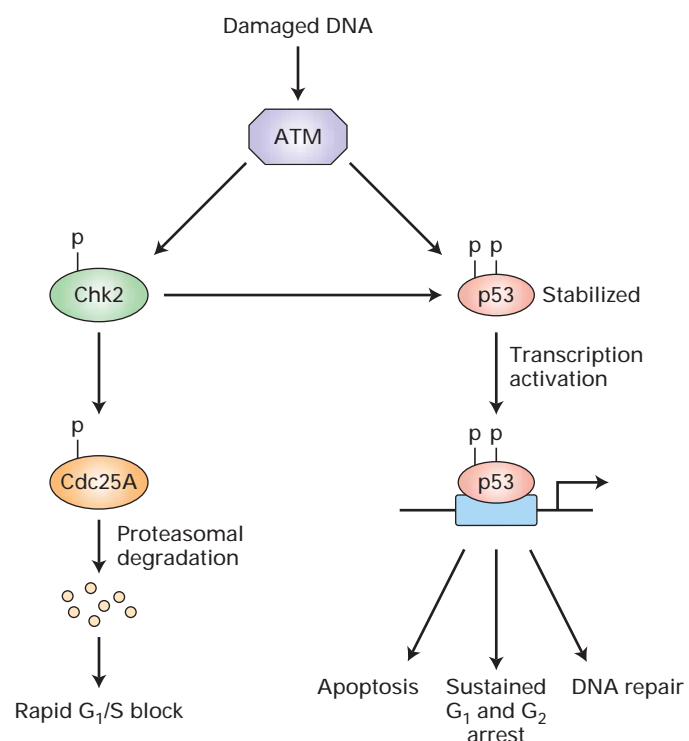 Damaged DNA
ATM
p
p p
Chk2
p53 Stabilized
Transcription
activation
p
p p
Cdc25A
p53
Proteasomal
degradation
Rapid G₁/S block
Apoptosis
Sustained
G₁ and G₂
arrest
DNA repair